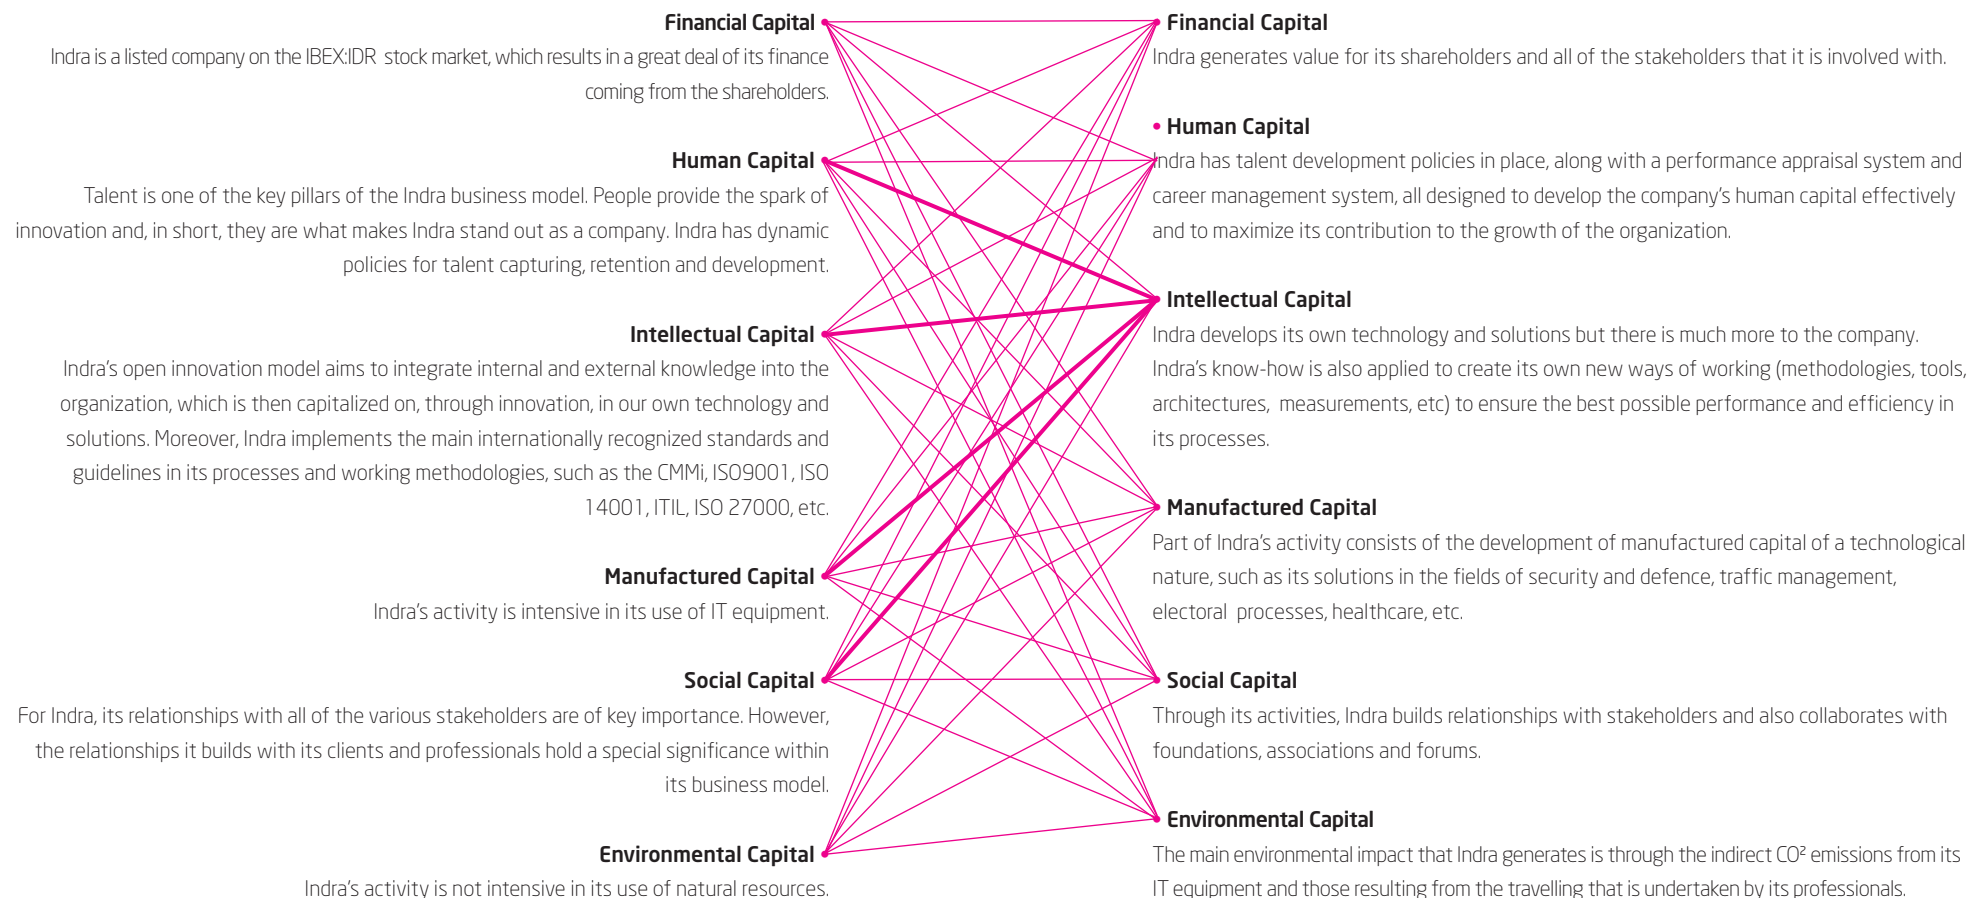 Financial Capital
Indra is a listed company on the IBEX:IDR stock market, which results in a great deal of its finance
coming from the shareholders.
Human Capital
Talent is one of the key pillars of the Indra business model. People provide the spark of
innovation and, in short, they are what makes Indra stand out as a company. Indra has dynamic
policies for talent capturing, retention and development.
Intellectual Capital
Indra's open innovation model aims to integrate internal and external knowledge into the
organization, which is then capitalized on, through innovation, in our own technology and
solutions. Moreover, Indra implements the main internationally recognized standards and
guidelines in its processes and working methodologies, such as the CMMi, ISO9001, ISO
14001, ITIL, ISO 27000, etc.
Manufactured Capital
Indra's activity is intensive in its use of IT equipment.
Social Capital
For Indra, its relationships with all of the various stakeholders are of key importance. However,
the relationships it builds with its clients and professionals hold a special significance within
its business model.
Environmental Capital
Indra's activity is not intensive in its use of natural resources.
Financial Capital
Indra generates value for its shareholders and all of the stakeholders that it is involved with.
• Human Capital
Indra has talent development policies in place, along with a performance appraisal system and
career management system, all designed to develop the company's human capital effectively
and to maximize its contribution to the growth of the organization.
Intellectual Capital
Indra develops its own technology and solutions but there is much more to the company.
Indra's know-how is also applied to create its own new ways of working (methodologies, tools,
architectures, measurements, etc) to ensure the best possible performance and efficiency in
its processes.
Manufactured Capital
Part of Indra's activity consists of the development of manufactured capital of a technological
nature, such as its solutions in the fields of security and defence, traffic management,
electoral processes, healthcare, etc.
Social Capital
Through its activities, Indra builds relationships with stakeholders and also collaborates with
foundations, associations and forums.
Environmental Capital
The main environmental impact that Indra generates is through the indirect CO² emissions from its
IT equipment and those resulting from the travelling that is undertaken by its professionals.